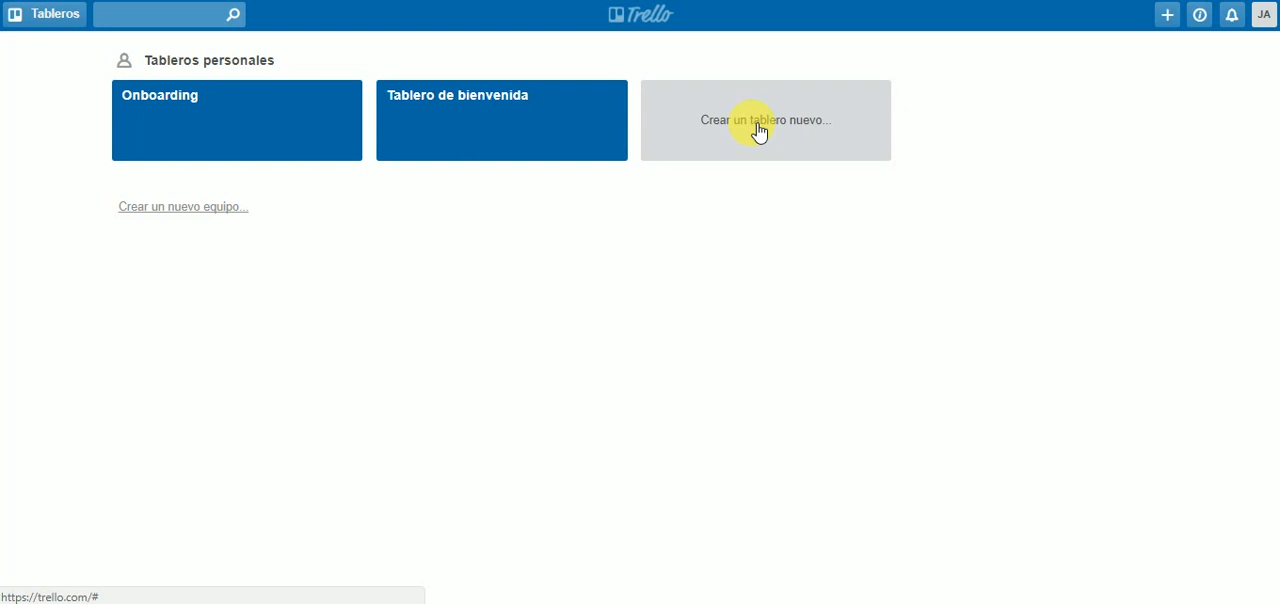 Tableros
Trello
JA
Tableros personales
Onboarding
Tablero de bienvenida
Crear un tablero nuevo...
Crear un nuevo equipo...
https://trello.com/#